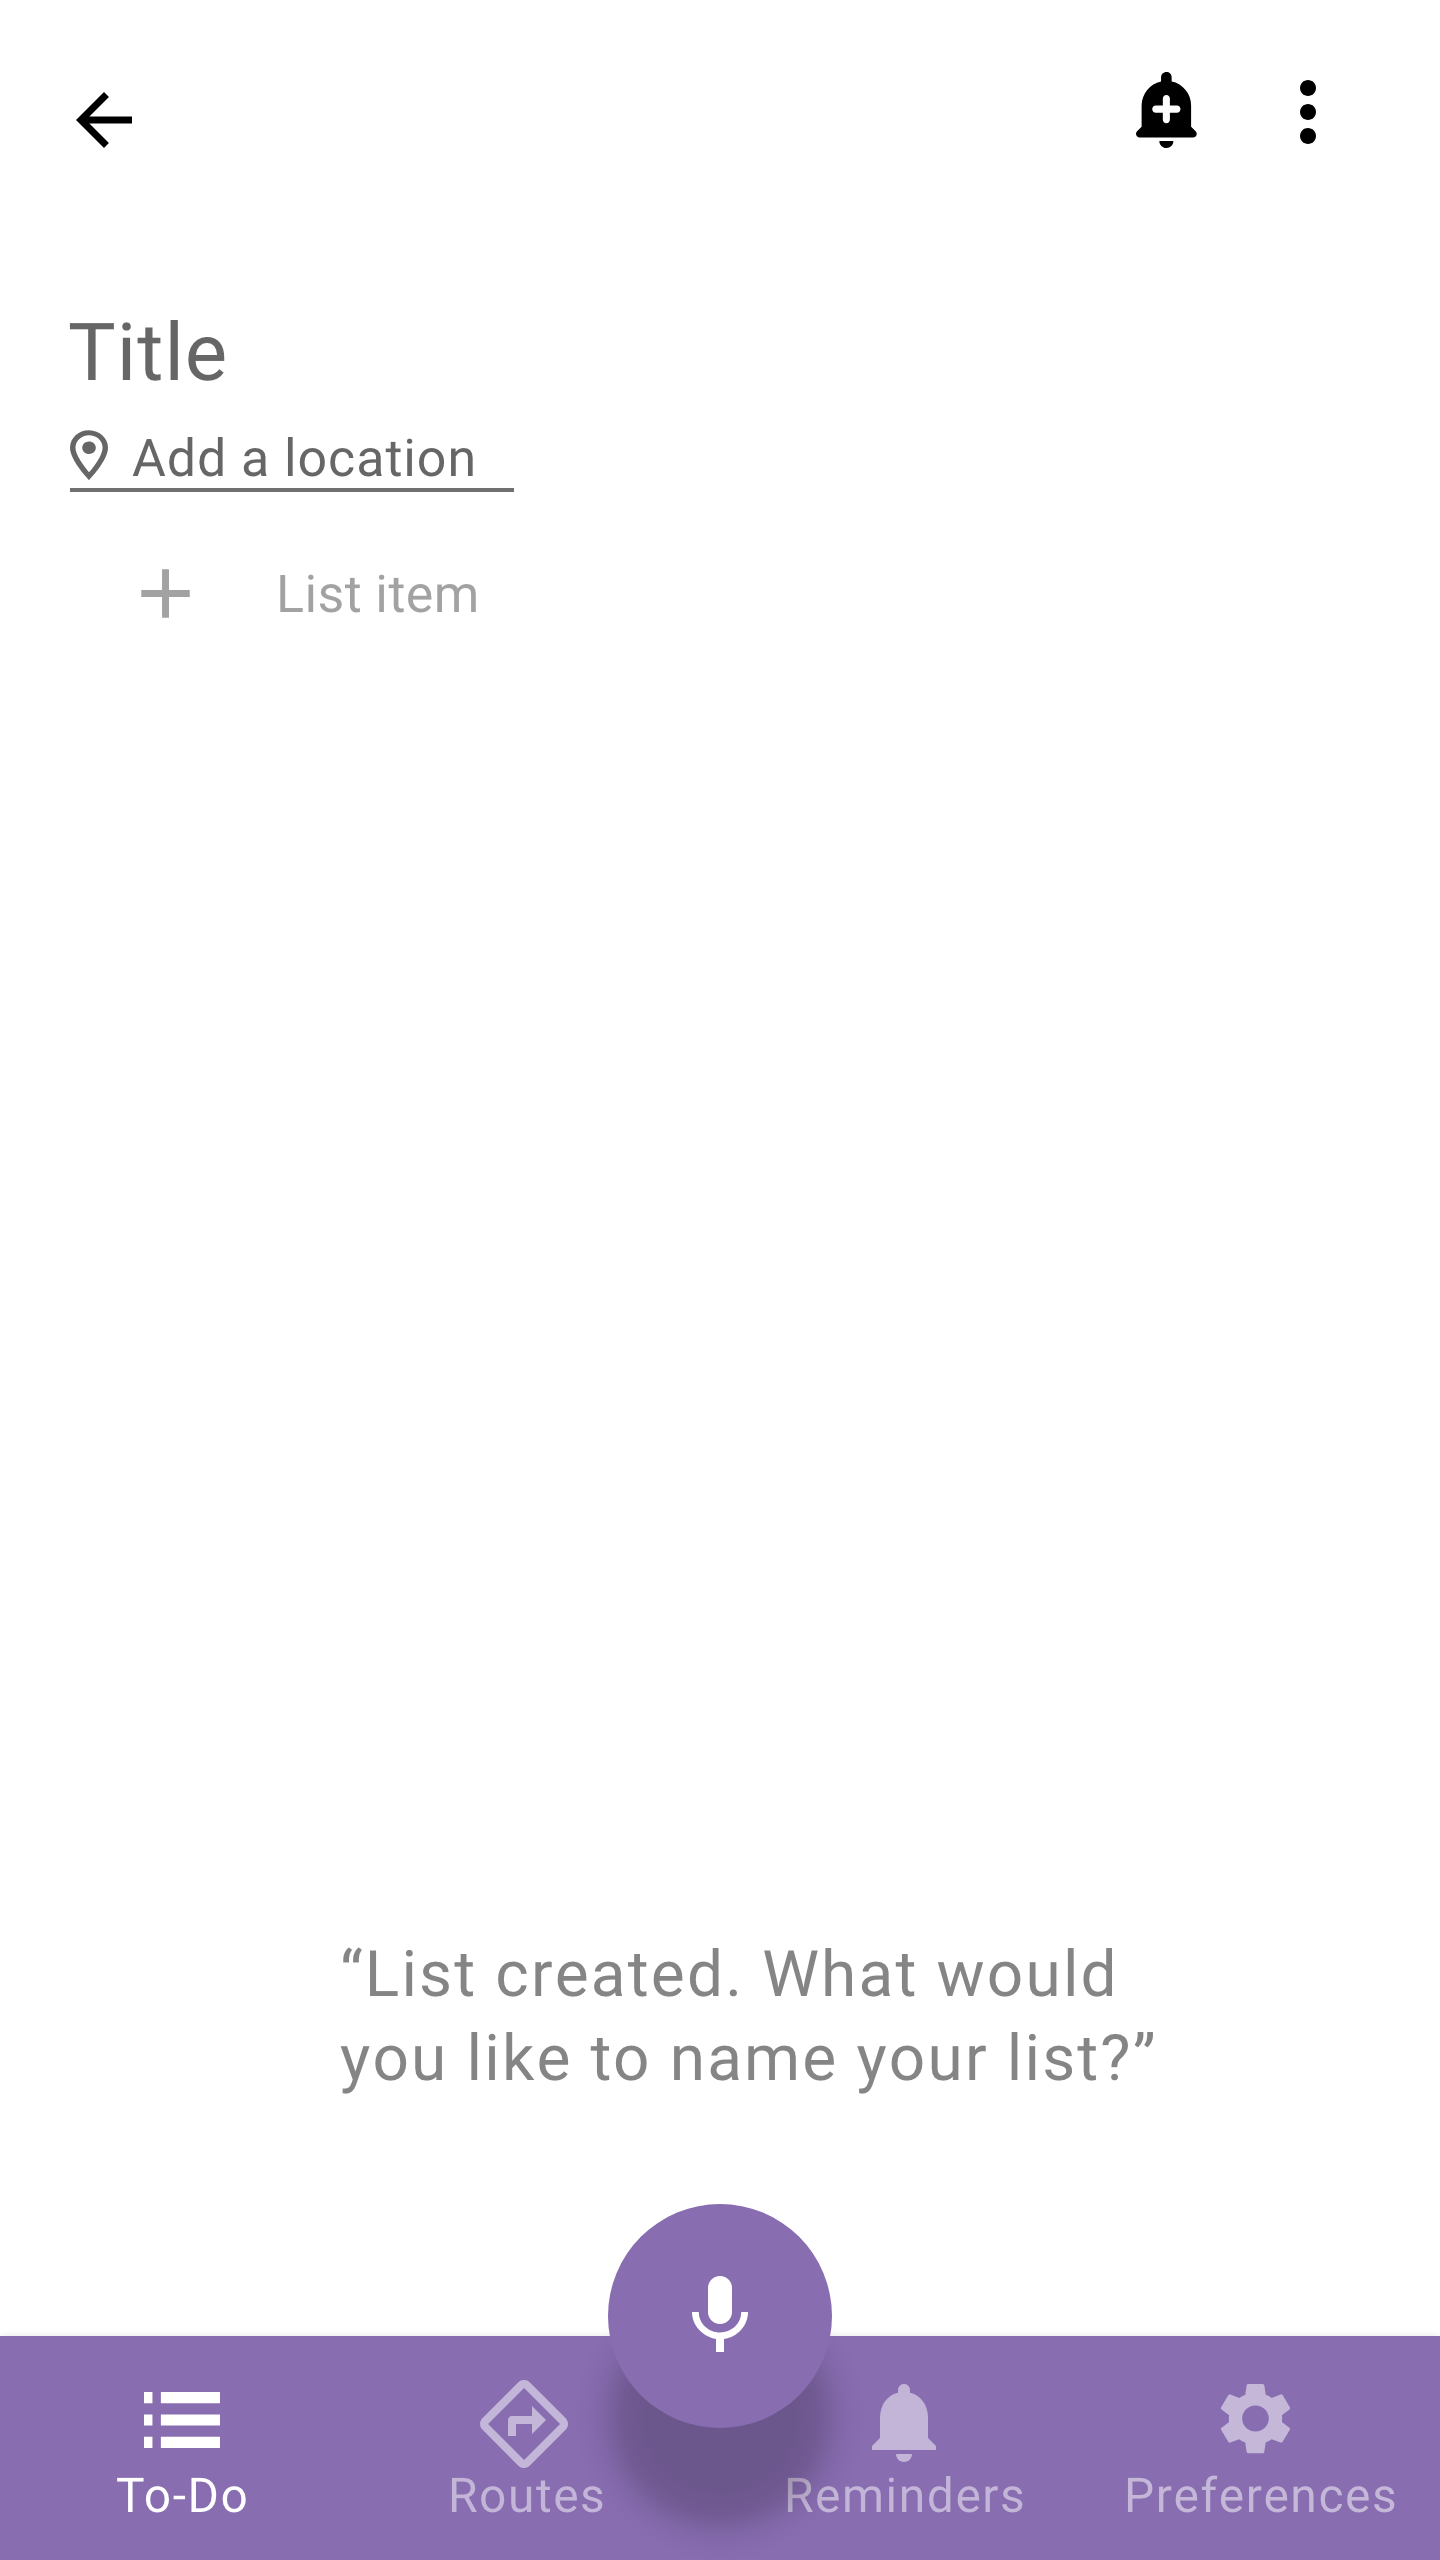 Title
Add a location
List item
“List created. What would
you like to name your list?”
To-Do
Routes
Reminders
Preferences